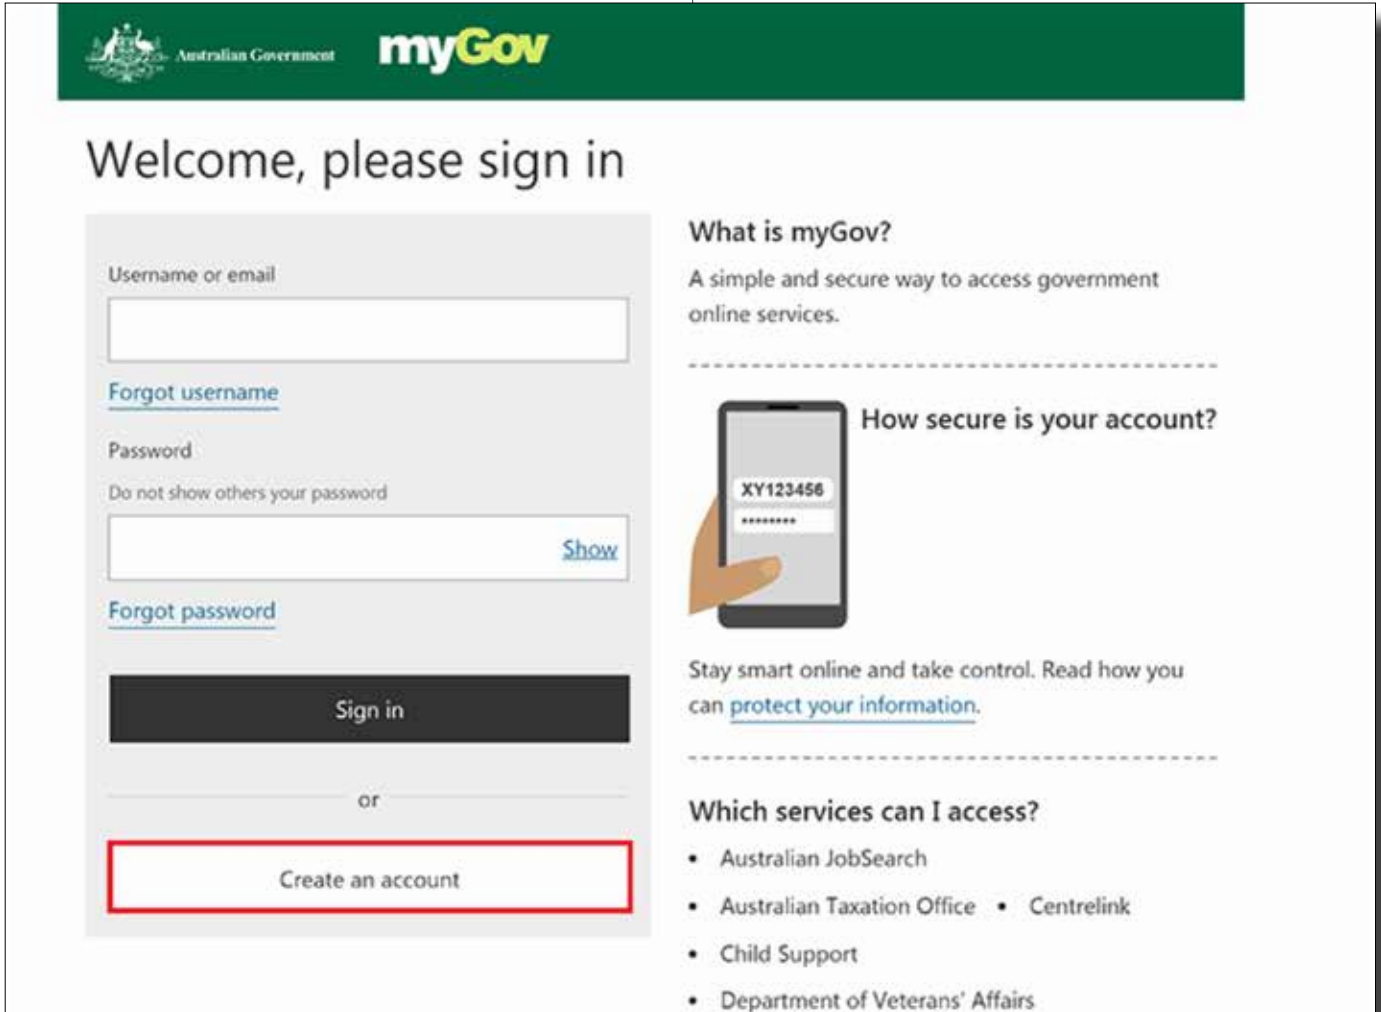 Australian Government
myGov
Welcome, please sign in
Username or email
Forgot username
Password
Do not show others your password
Show
Forgot password
Sign in
or
Create an account
What is myGov?
A simple and secure way to access government
online services.
How secure is your account?
XY123456
••••••••
Stay smart online and take control. Read how you
can protect your information.
Which services can I access?
• Australian JobSearch
• Australian Taxation Office • Centrelink
• Child Support
• Department of Veterans' Affairs